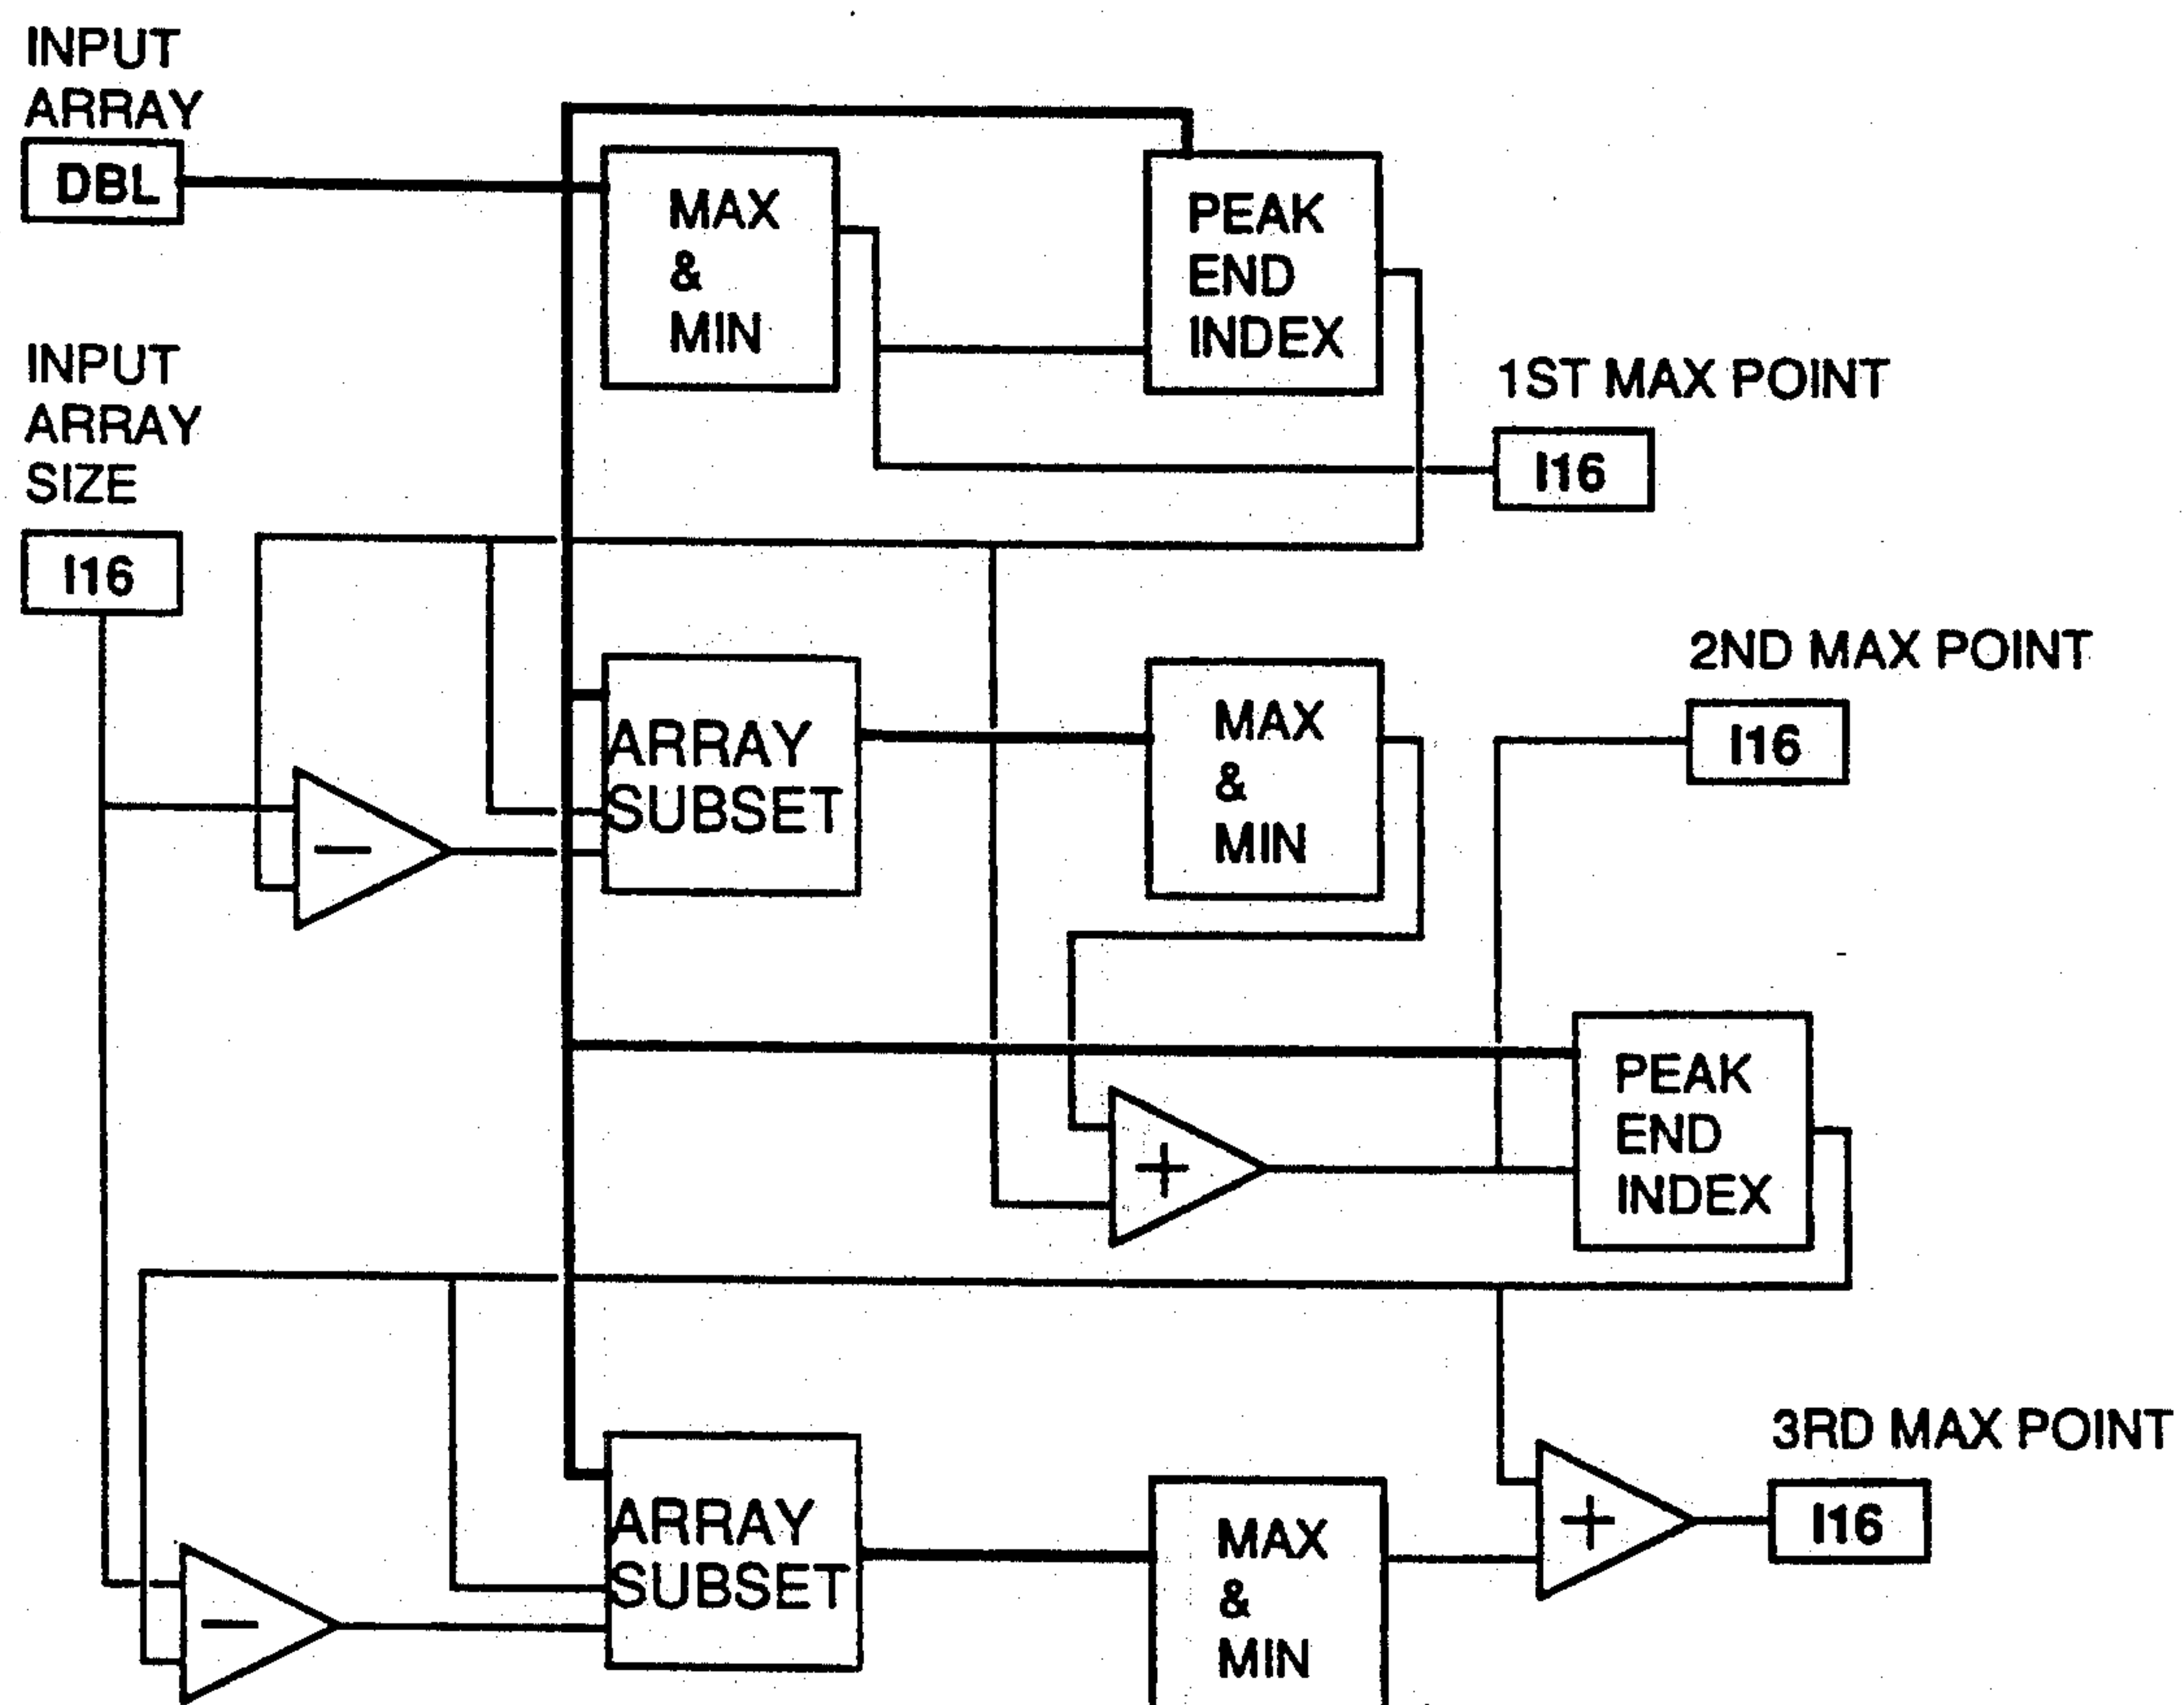 INPUT
ARRAY
DBL
MAX
&
MIN
PEAK
END
INDEX
INPUT
ARRAY
SIZE
I16
1ST MAX POINT
I16
ARRAY
SUBSET
MAX
&
MIN
2ND MAX POINT
I16
−
+
PEAK
END
INDEX
ARRAY
SUBSET
MAX
&
MIN
+
3RD MAX POINT
I16
−